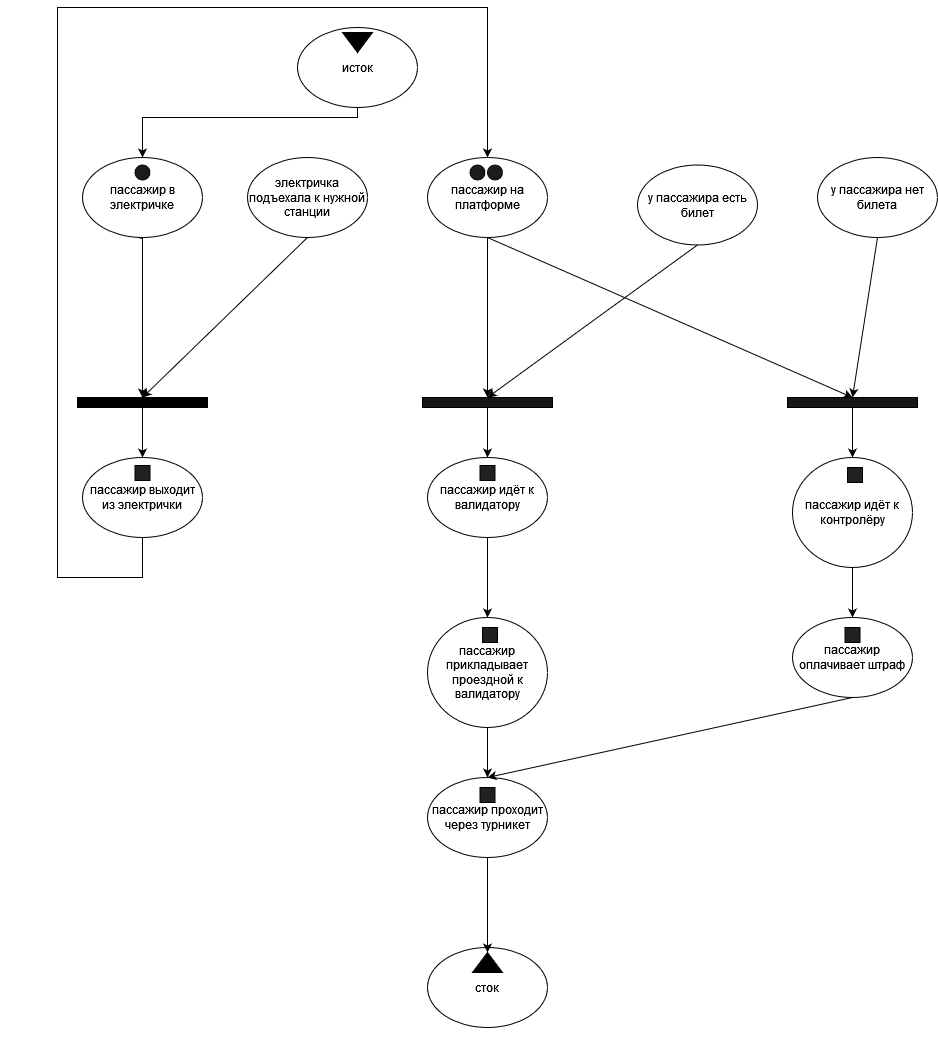 исток
пассажир в
электричке
электричка
подъехала к нужной
станции
пассажир на
платформе
у пассажира есть
билет
у пассажира нет
билета
пассажир выходит
из электрички
пассажир идёт к
валидатору
пассажир идёт к
контролёру
пассажир
прикладывает
проездной к
валидатору
пассажир
оплачивает штраф
пассажир проходит
через турникет
сток